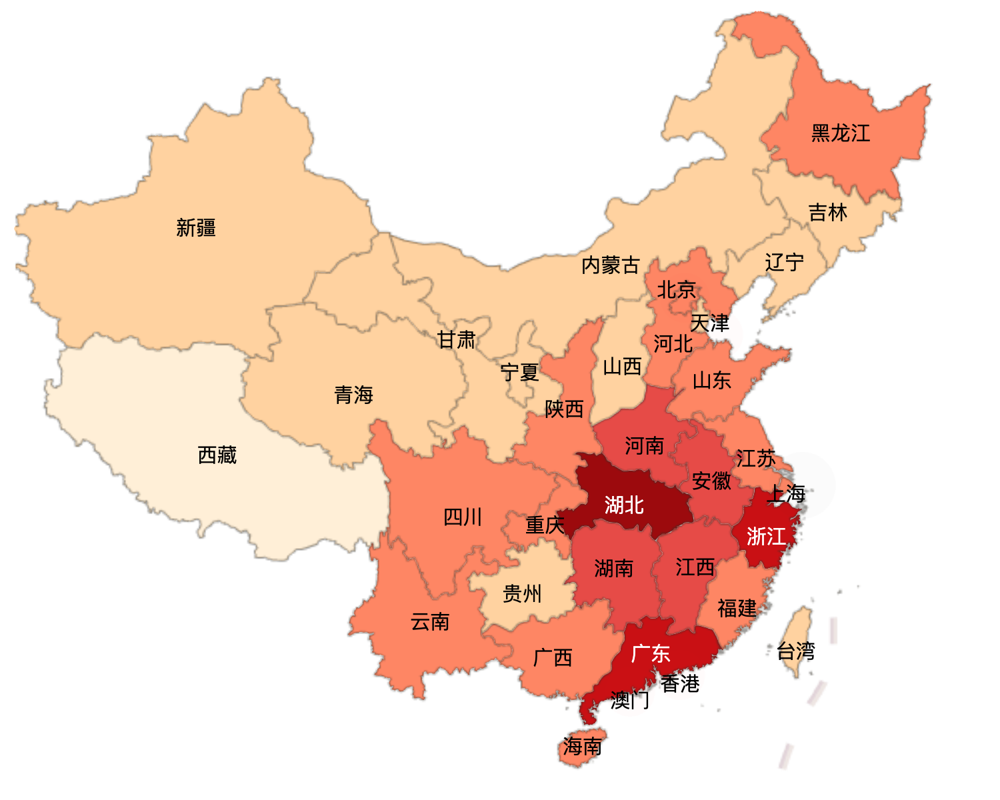 黑龙江
吉林
新疆
辽宁
内蒙古
北京
天津
甘肃
河北
山西
宁夏
山东
青海
陕西
河南
西藏
江苏
安徽
上海
湖北
四川
重庆
浙江
湖南
江西
贵州
福建
云南
台湾
广东
广西
香港
澳门
海南